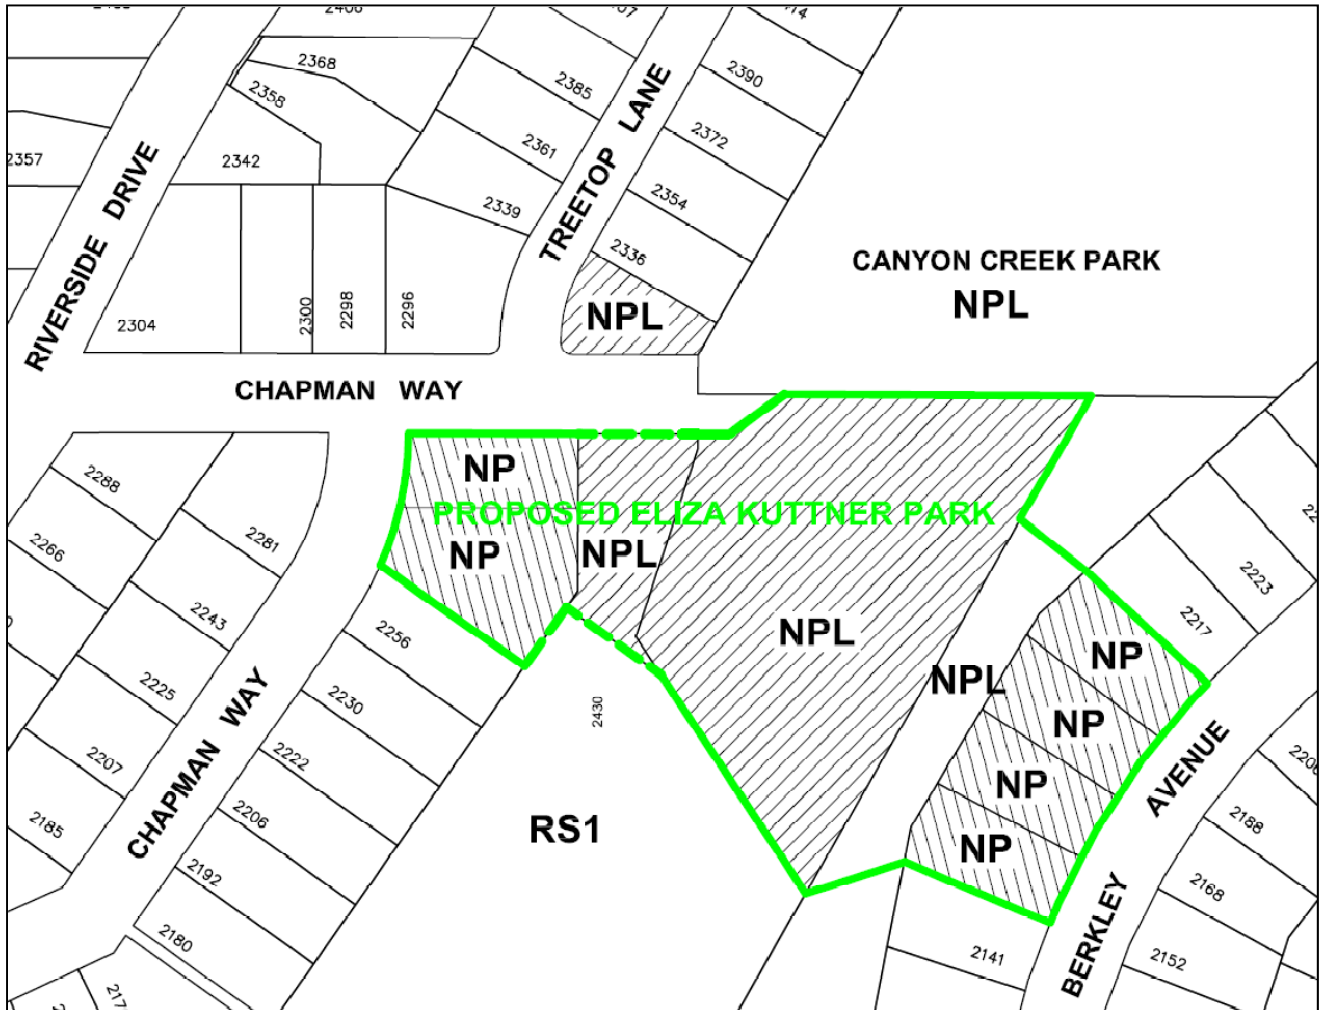 2368
2358
2342
2357
2385
2361
2339
2390
2372
2354
2336
RIVERSIDE DRIVE
TREETOP LANE
CANYON CREEK PARK
NPL
NPL
2304
2300
2298
2296
CHAPMAN WAY
NP
PROPOSED ELIZA KUTTNER PARK
NP
NPL
NPL
NPL
NP
NP
NP
NP
2288
2281
2266
2243
2225
2207
2185
CHAPMAN WAY
2256
2230
2222
2206
2192
2180
2430
RS1
2223
2217
BERKLEY AVENUE
2188
2168
2152
2141